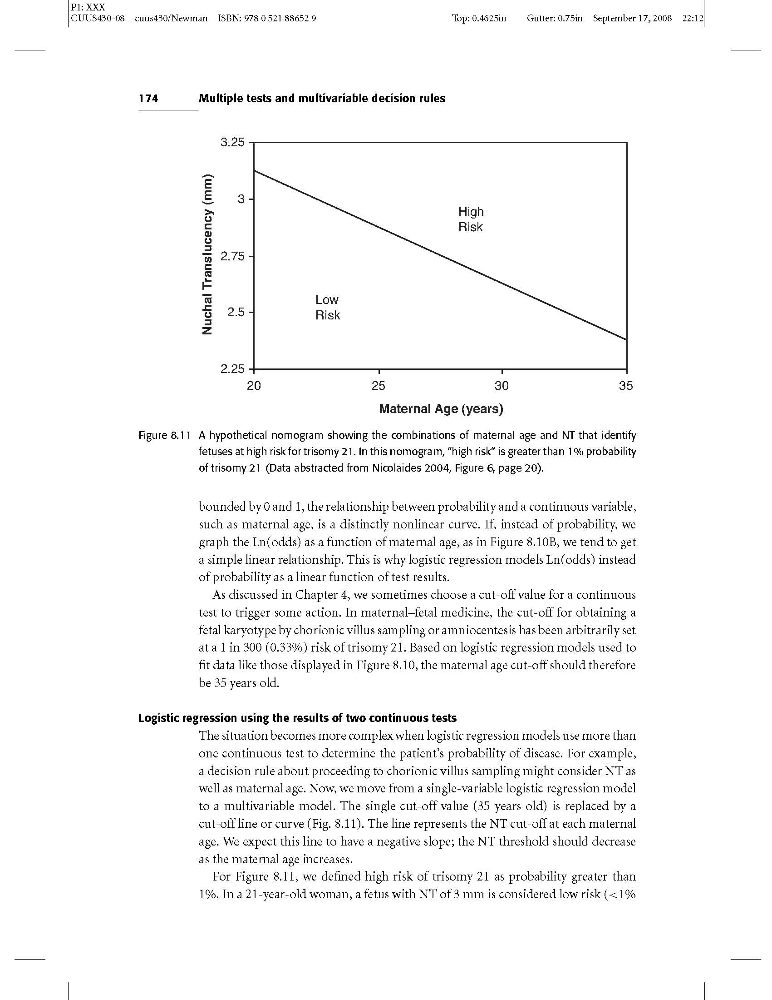 P1: XXX
CUUS430-08 cuus430/Newman ISBN: 978 0 521 88652 9 Top: 0.4625in Gutter: 0.75in September 17, 2008 22:12
174 Multiple tests and multivariable decision rules
3.25
3
2.75
2.5
2.25
Nuchal Translucency (mm)
High
Risk
Low
Risk
20 25 30 35
Maternal Age (years)
Figure 8.11 A hypothetical nomogram showing the combinations of maternal age and NT that identify
fetuses at high risk for trisomy 21. In this nomogram, “high risk” is greater than 1% probability
of trisomy 21 (Data abstracted from Nicolaides 2004, Figure 6, page 20).
bounded by 0 and 1, the relationship between probability and a continuous variable,
such as maternal age, is a distinctly nonlinear curve. If, instead of probability, we
graph the Ln(odds) as a function of maternal age, as in Figure 8.10B, we tend to get
a simple linear relationship. This is why logistic regression models Ln(odds) instead
of probability as a linear function of test results.
As discussed in Chapter 4, we sometimes choose a cut-off value for a continuous
test to trigger some action. In maternal–fetal medicine, the cut-off for obtaining a
fetal karyotype by chorionic villus sampling or amniocentesis has been arbitrarily set
at a 1 in 300 (0.33%) risk of trisomy 21. Based on logistic regression models used to
fit data like those displayed in Figure 8.10, the maternal age cut-off should therefore
be 35 years old.
Logistic regression using the results of two continuous tests
The situation becomes more complex when logistic regression models use more than
one continuous test to determine the patient’s probability of disease. For example,
a decision rule about proceeding to chorionic villus sampling might consider NT as
well as maternal age. Now, we move from a single-variable logistic regression model
to a multivariable model. The single cut-off value (35 years old) is replaced by a
cut-off line or curve (Fig. 8.11). The line represents the NT cut-off at each maternal
age. We expect this line to have a negative slope; the NT threshold should decrease
as the maternal age increases.
For Figure 8.11, we defined high risk of trisomy 21 as probability greater than
1%. In a 21-year-old woman, a fetus with NT of 3 mm is considered low risk (<1%